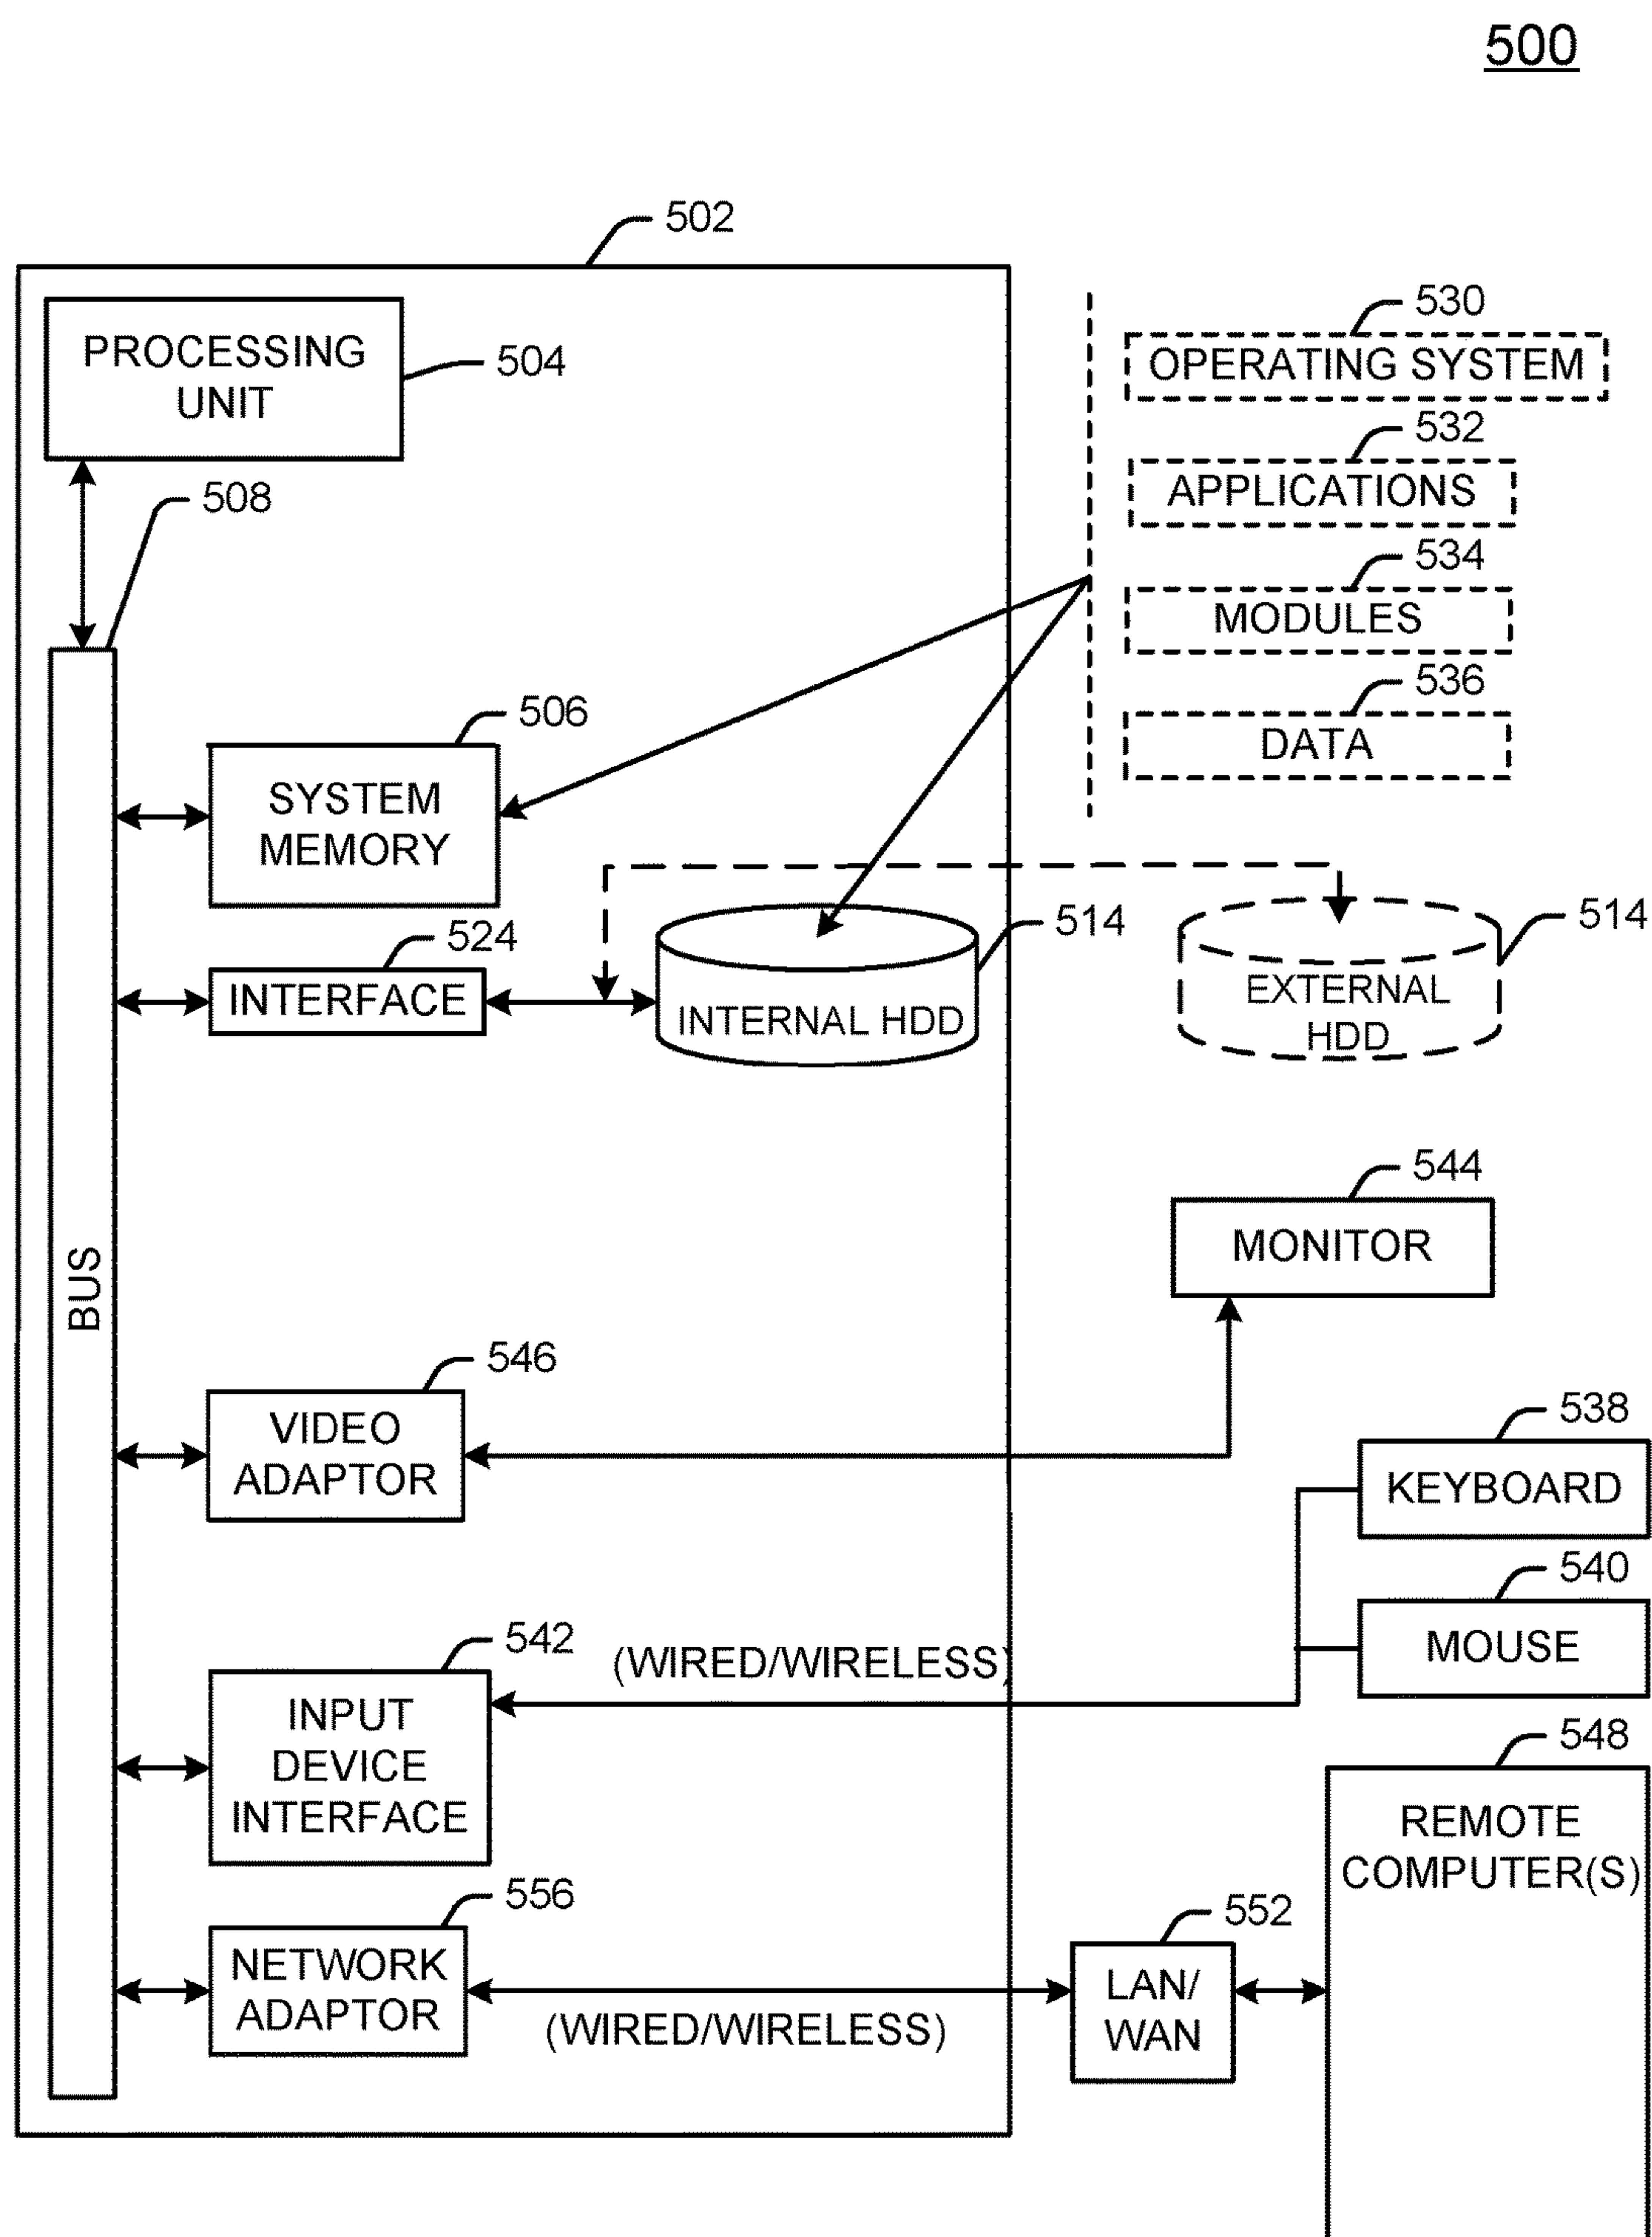 500
502
PROCESSING
UNIT
504
508
530
OPERATING SYSTEM
532
APPLICATIONS
534
MODULES
536
DATA
506
SYSTEM
MEMORY
524
INTERFACE
514
INTERNAL HDD
514
EXTERNAL
HDD
BUS
544
MONITOR
546
VIDEO
ADAPTOR
538
KEYBOARD
540
MOUSE
542
INPUT
DEVICE
INTERFACE
(WIRED/WIRELESS)
548
REMOTE
COMPUTER(S)
556
NETWORK
ADAPTOR
(WIRED/WIRELESS)
552
LAN/
WAN